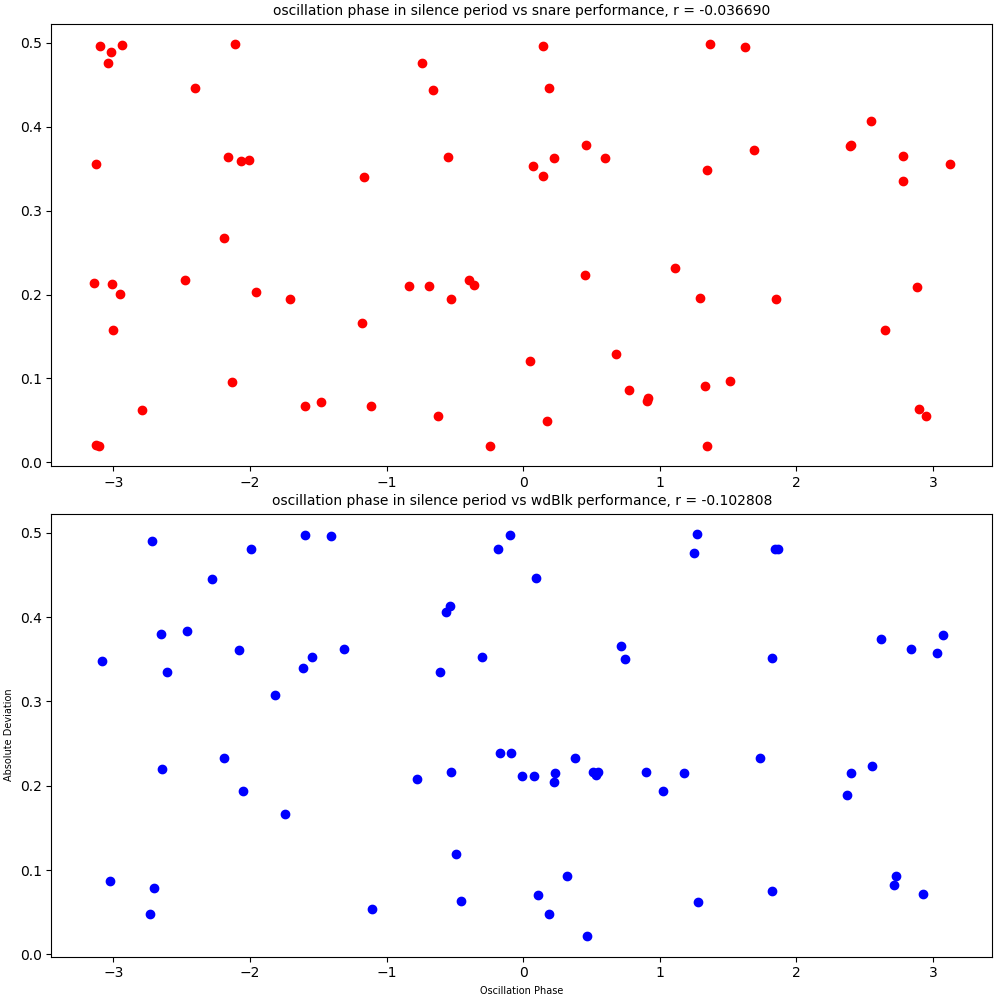 oscillation phase in silence period vs snare performance, r = -0.036690
0.5
0.4
0.3
0.2
0.1
0.0
−3 −2 −1 0 1 2 3
oscillation phase in silence period vs wdBlk performance, r = -0.102808
0.5
0.4
0.3
0.2
0.1
0.0
Absolute Deviation
−3 −2 −1 0 1 2 3
Oscillation Phase